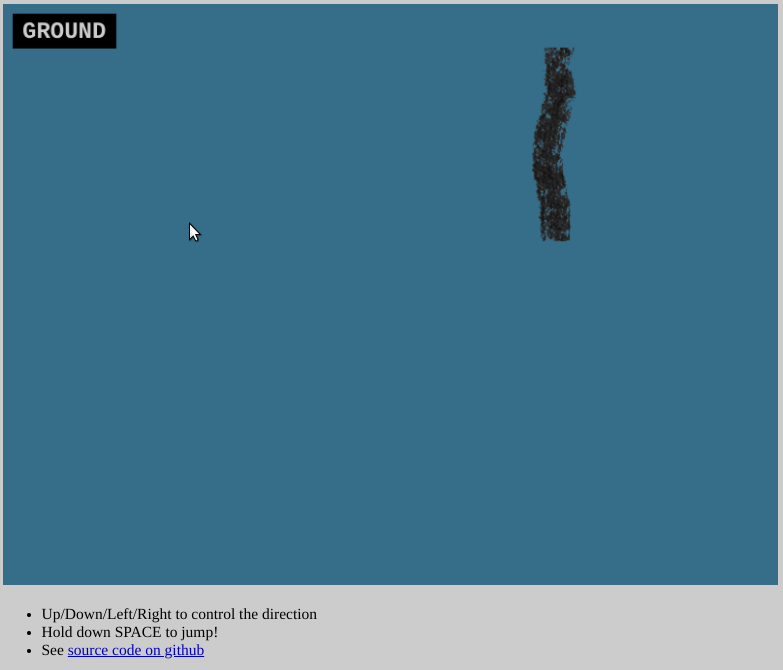 GROUND
Up/Down/Left/Right to control the direction
Hold down SPACE to jump!
See source code on github